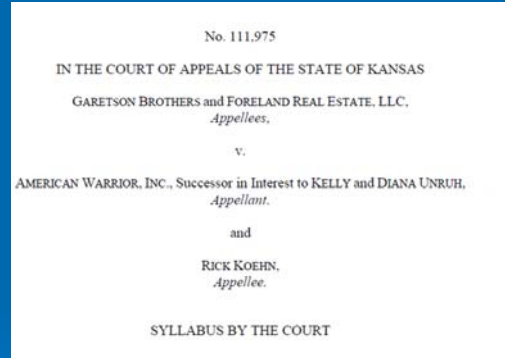 No. 111,975
IN THE COURT OF APPEALS OF THE STATE OF KANSAS
GARETSON BROTHERS and FORELAND REAL ESTATE, LLC,
Appellees,
v.
AMERICAN WARRIOR, INC., Successor in Interest to KELLY and DIANA UNRUH,
Appellant.
and
RICK KOEHN,
Appellee.
SYLLABUS BY THE COURT